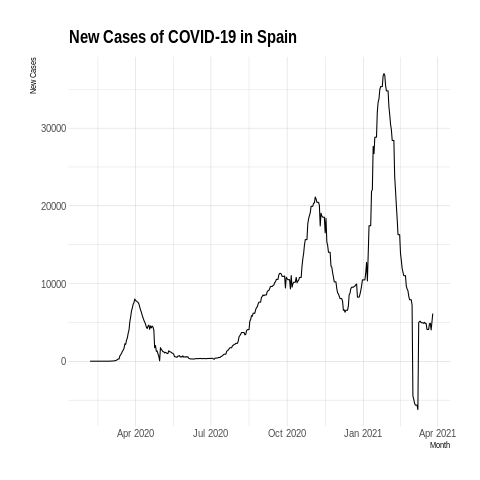 New Cases of COVID-19 in Spain
New Cases
30000
20000
10000
0
Apr 2020 Jul 2020 Oct 2020 Jan 2021 Apr 2021
Month